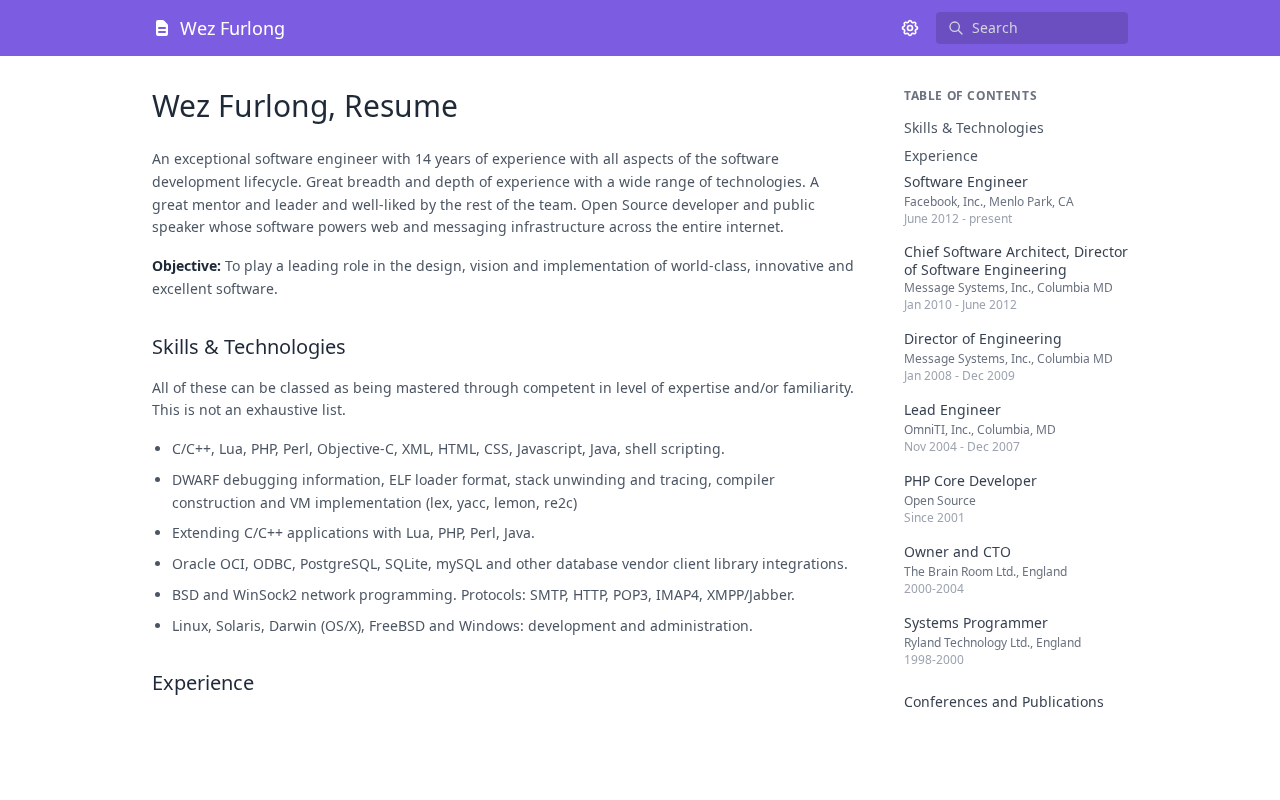 Wez Furlong
Search
Wez Furlong, Resume
An exceptional software engineer with 14 years of experience with all aspects of the software
development lifecycle. Great breadth and depth of experience with a wide range of technologies. A
great mentor and leader and well-liked by the rest of the team. Open Source developer and public
speaker whose software powers web and messaging infrastructure across the entire internet.
Objective: To play a leading role in the design, vision and implementation of world-class, innovative and
excellent software.
Skills & Technologies
All of these can be classed as being mastered through competent in level of expertise and/or familiarity.
This is not an exhaustive list.
• C/C++, Lua, PHP, Perl, Objective-C, XML, HTML, CSS, Javascript, Java, shell scripting.
• DWARF debugging information, ELF loader format, stack unwinding and tracing, compiler
construction and VM implementation (lex, yacc, lemon, re2c)
• Extending C/C++ applications with Lua, PHP, Perl, Java.
• Oracle OCI, ODBC, PostgreSQL, SQLite, mySQL and other database vendor client library integrations.
• BSD and WinSock2 network programming. Protocols: SMTP, HTTP, POP3, IMAP4, XMPP/Jabber.
• Linux, Solaris, Darwin (OS/X), FreeBSD and Windows: development and administration.
Experience
TABLE OF CONTENTS
Skills & Technologies
Experience
Software Engineer
Facebook, Inc., Menlo Park, CA
June 2012 - present
Chief Software Architect, Director
of Software Engineering
Message Systems, Inc., Columbia MD
Jan 2010 - June 2012
Director of Engineering
Message Systems, Inc., Columbia MD
Jan 2008 - Dec 2009
Lead Engineer
OmniTI, Inc., Columbia, MD
Nov 2004 - Dec 2007
PHP Core Developer
Open Source
Since 2001
Owner and CTO
The Brain Room Ltd., England
2000-2004
Systems Programmer
Ryland Technology Ltd., England
1998-2000
Conferences and Publications